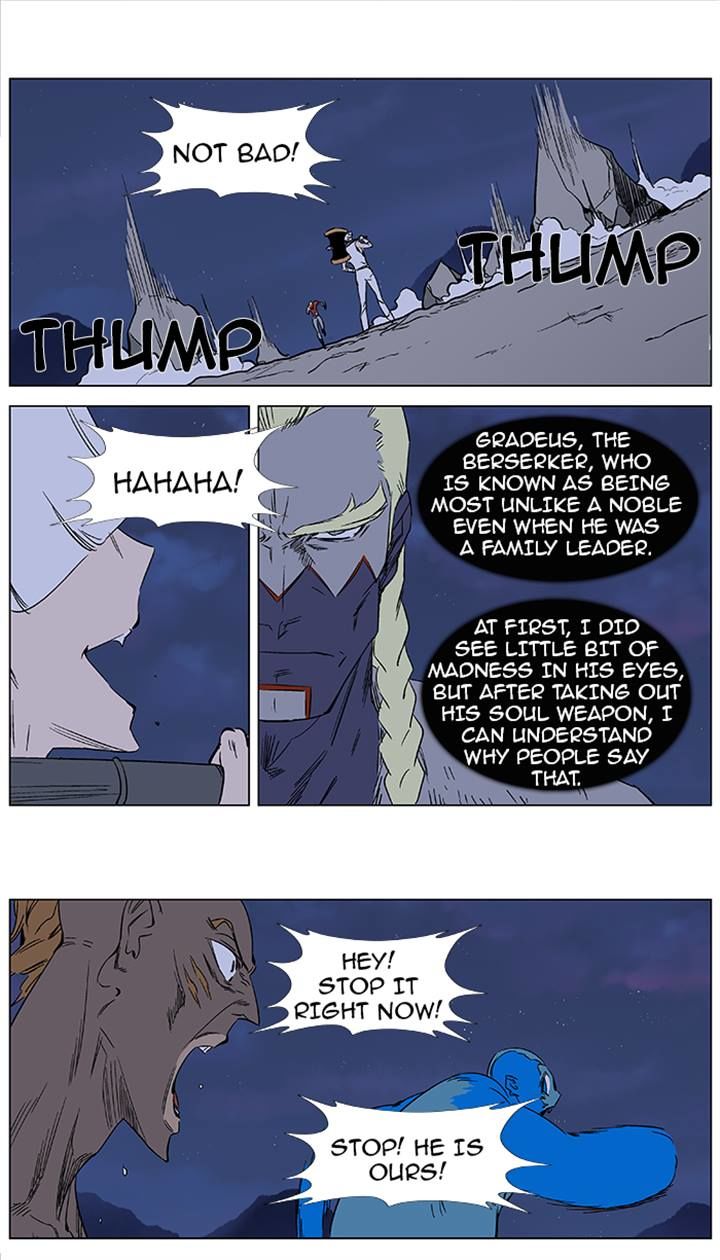 NOT BAD!
THUMP
THUMP
HAHAHA!
GRADEUS, THE
BERSERKER, WHO
IS KNOWN AS BEING
MOST UNLIKE A NOBLE
EVEN WHEN HE WAS
A FAMILY LEADER.
AT FIRST, I DID
SEE LITTLE BIT OF
MADNESS IN HIS EYES,
BUT AFTER TAKING OUT
HIS SOUL WEAPON, I
CAN UNDERSTAND
WHY PEOPLE SAY
THAT.
HEY!
STOP IT
RIGHT NOW!
STOP! HE IS
OURS!